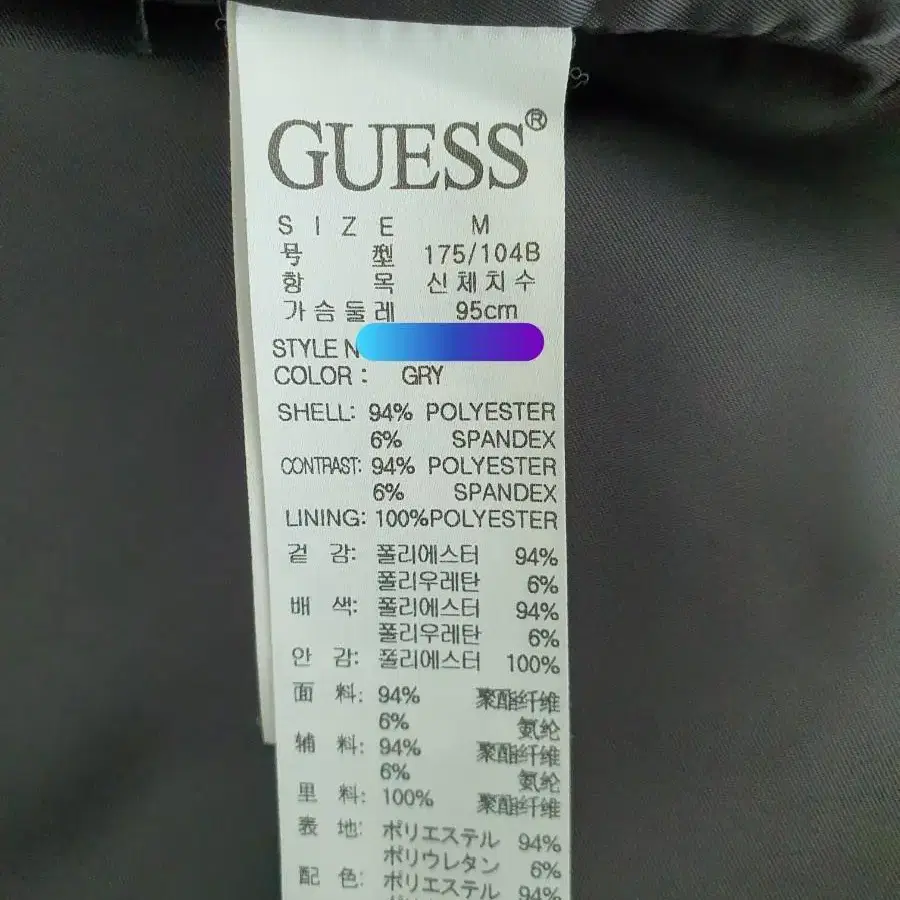 GUESS®
SIZE M
号 型 175/104B
항 목 신체치수
가슴둘레 95cm
STYLE N
COLOR : GRY
SHELL: 94% POLYESTER
6% SPANDEX
CONTRAST: 94% POLYESTER
6% SPANDEX
LINING: 100%POLYESTER
겉 감: 폴리에스터 94%
폴리우레탄 6%
배 색: 폴리에스터 94%
폴리우레탄 6%
안 감: 폴리에스터 100%
面 料: 94% 聚酯纤维
6% 氨纶
辅 料: 94% 聚酯纤维
6% 氨纶
里 料: 100% 聚酯纤维
表 地: ポリエステル 94%
ポリウレタン 6%
配 色: ポリエステル 94%